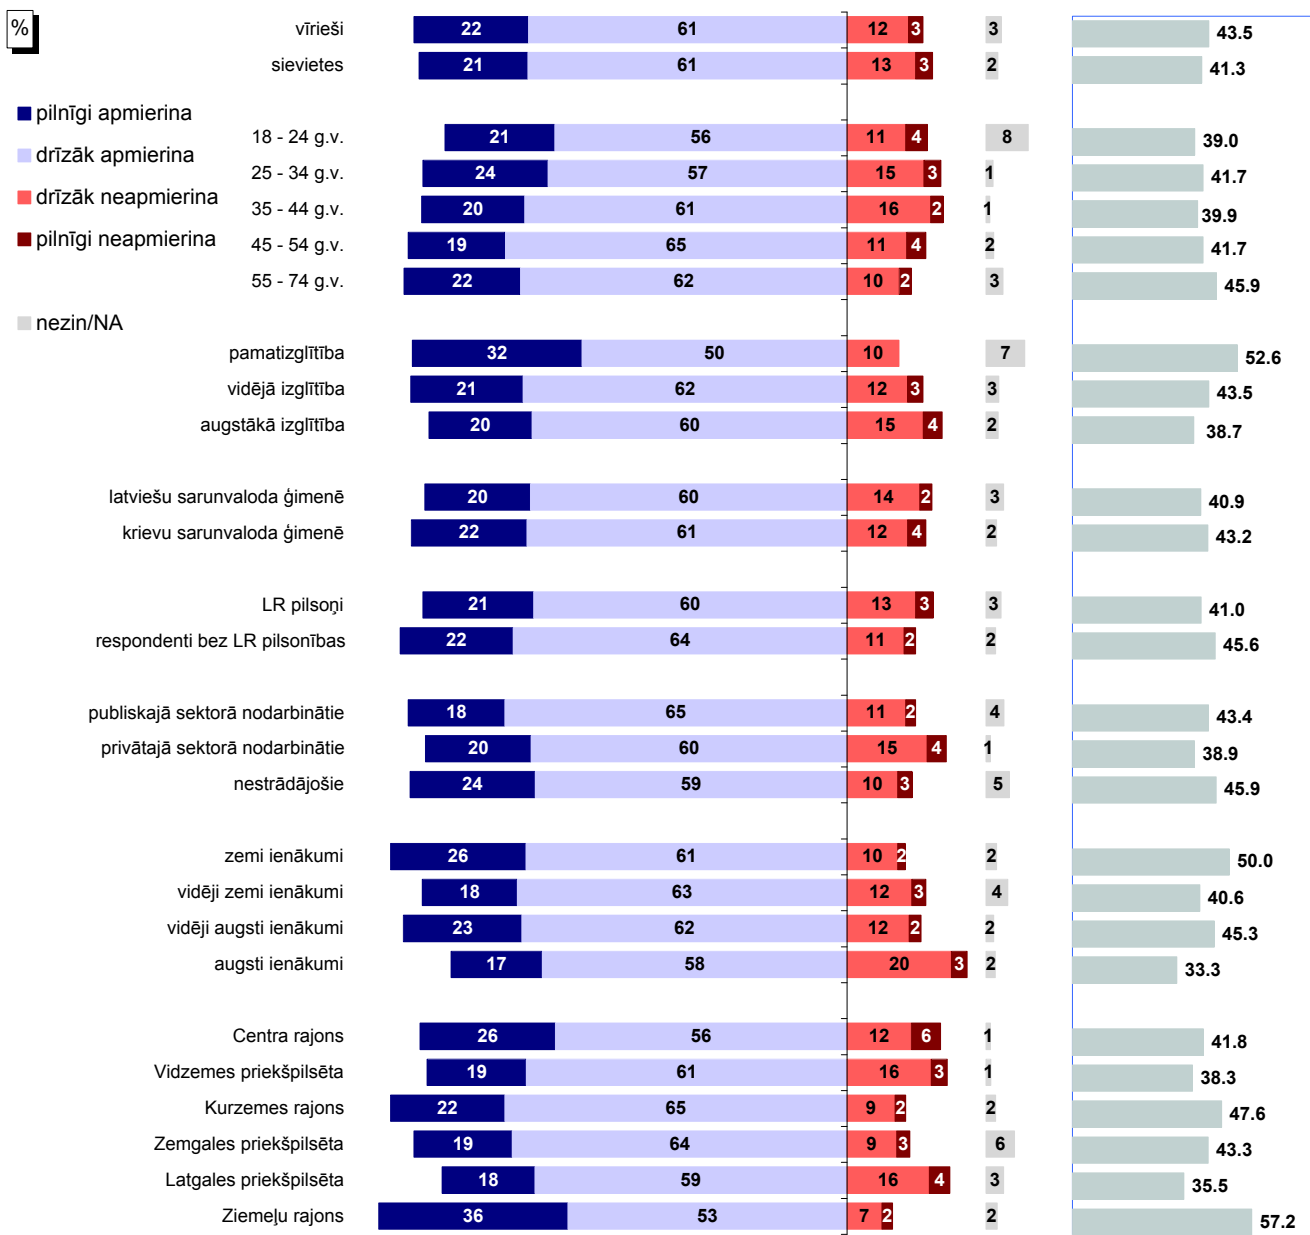 %
vīrieši 22 61 12 3 3 43.5
sievietes 21 61 13 3 2 41.3
pilnīgi apmierina
18 - 24 g.v. 21 56 11 4 8 39.0
drīzāk apmierina
25 - 34 g.v. 24 57 15 3 1 41.7
drīzāk neapmierina
35 - 44 g.v. 20 61 16 2 1 39.9
pilnīgi neapmierina
45 - 54 g.v. 19 65 11 4 2 41.7
55 - 74 g.v. 22 62 10 2 3 45.9
nezin/NA
pamatizglītība 32 50 10 7 52.6
vidējā izglītība 21 62 12 3 3 43.5
augstākā izglītība 20 60 15 4 2 38.7
latviešu sarunvaloda ģimenē 20 60 14 2 3 40.9
krievu sarunvaloda ģimenē 22 61 12 4 2 43.2
LR pilsoņi 21 60 13 3 3 41.0
respondenti bez LR pilsonības 22 64 11 2 2 45.6
publiskajā sektorā nodarbinātie 18 65 11 2 4 43.4
privātajā sektorā nodarbinātie 20 60 15 4 1 38.9
nestrādājošie 24 59 10 3 5 45.9
zemi ienākumi 26 61 10 2 2 50.0
vidēji zemi ienākumi 18 63 12 3 4 40.6
vidēji augsti ienākumi 23 62 12 2 2 45.3
augsti ienākumi 17 58 20 3 2 33.3
Centra rajons 26 56 12 6 1 41.8
Vidzemes priekšpilsēta 19 61 16 3 1 38.3
Kurzemes rajons 22 65 9 2 2 47.6
Zemgales priekšpilsēta 19 64 9 3 6 43.3
Latgales priekšpilsēta 18 59 16 4 3 35.5
Ziemeļu rajons 36 53 7 2 2 57.2